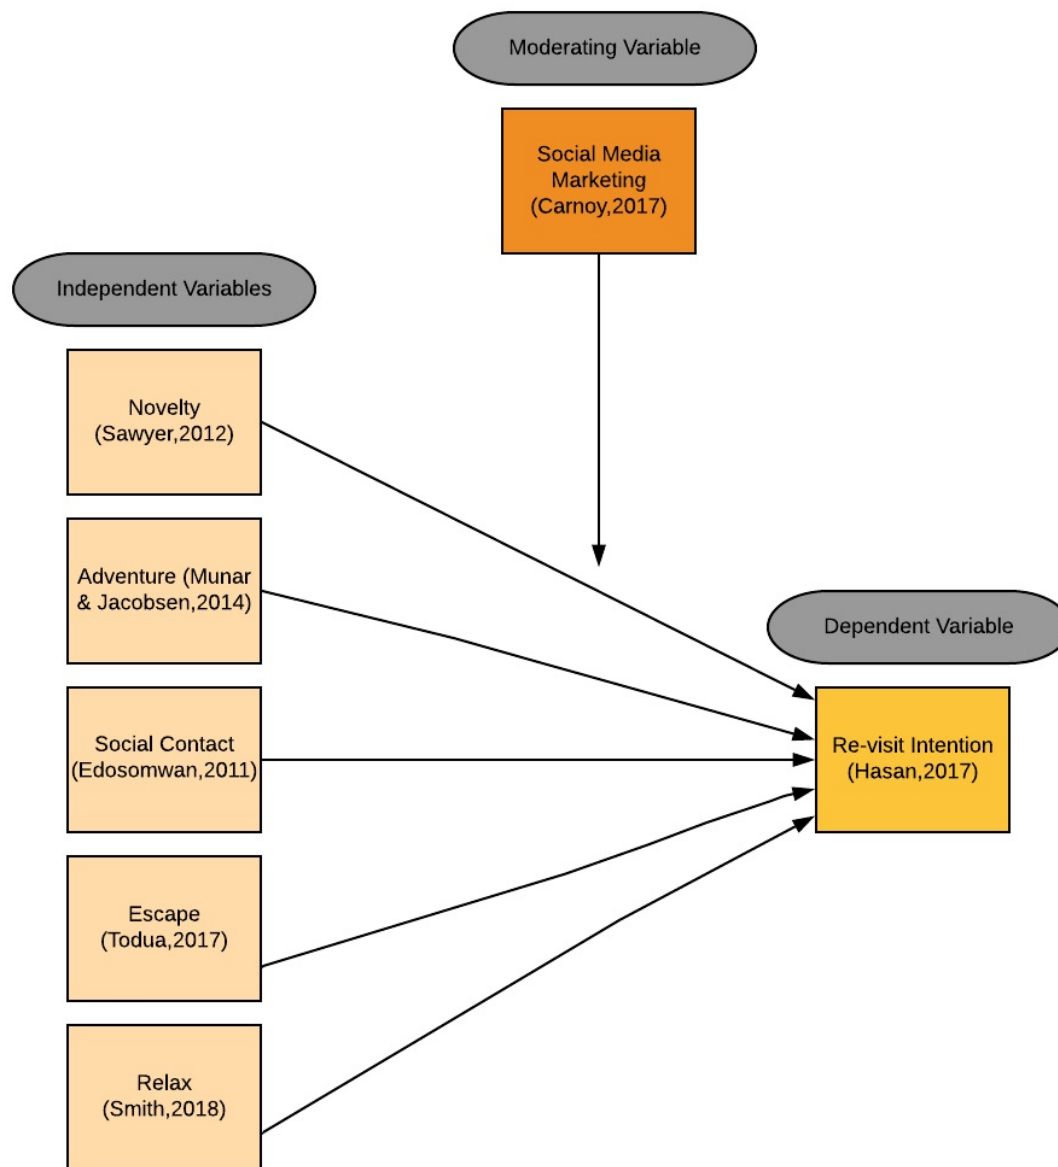 Moderating Variable
Social Media
Marketing
(Carnoy,2017)
Independent Variables
Novelty
(Sawyer,2012)
Adventure (Munar
& Jacobsen,2014)
Social Contact
(Edosomwan,2011)
Escape
(Todua,2017)
Relax
(Smith,2018)
Dependent Variable
Re-visit Intention
(Hasan,2017)